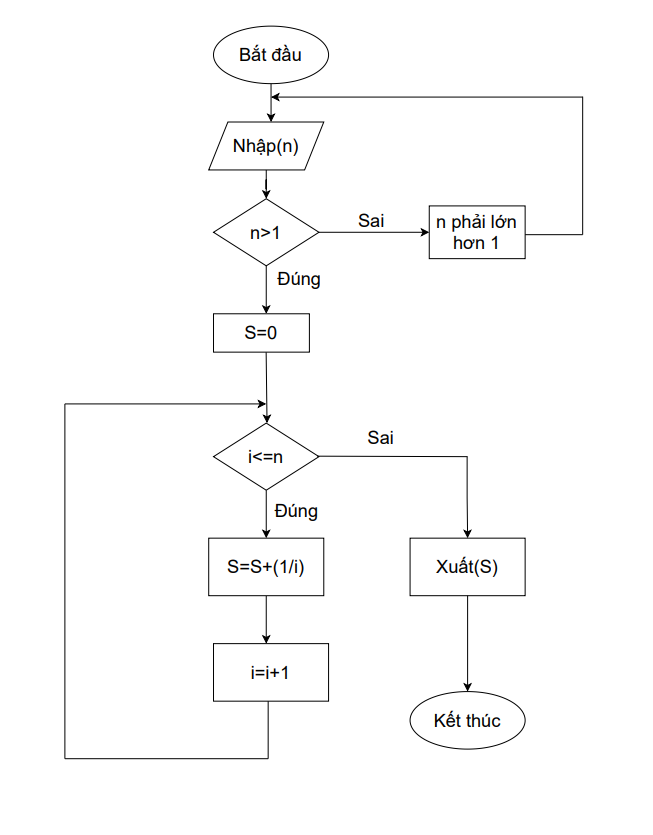 Bắt đầu
Nhập(n)
n>1
Sai
n phải lớn
hơn 1
Đúng
S=0
i<=n
Sai
Đúng
S=S+(1/i)
Xuất(S)
i=i+1
Kết thúc